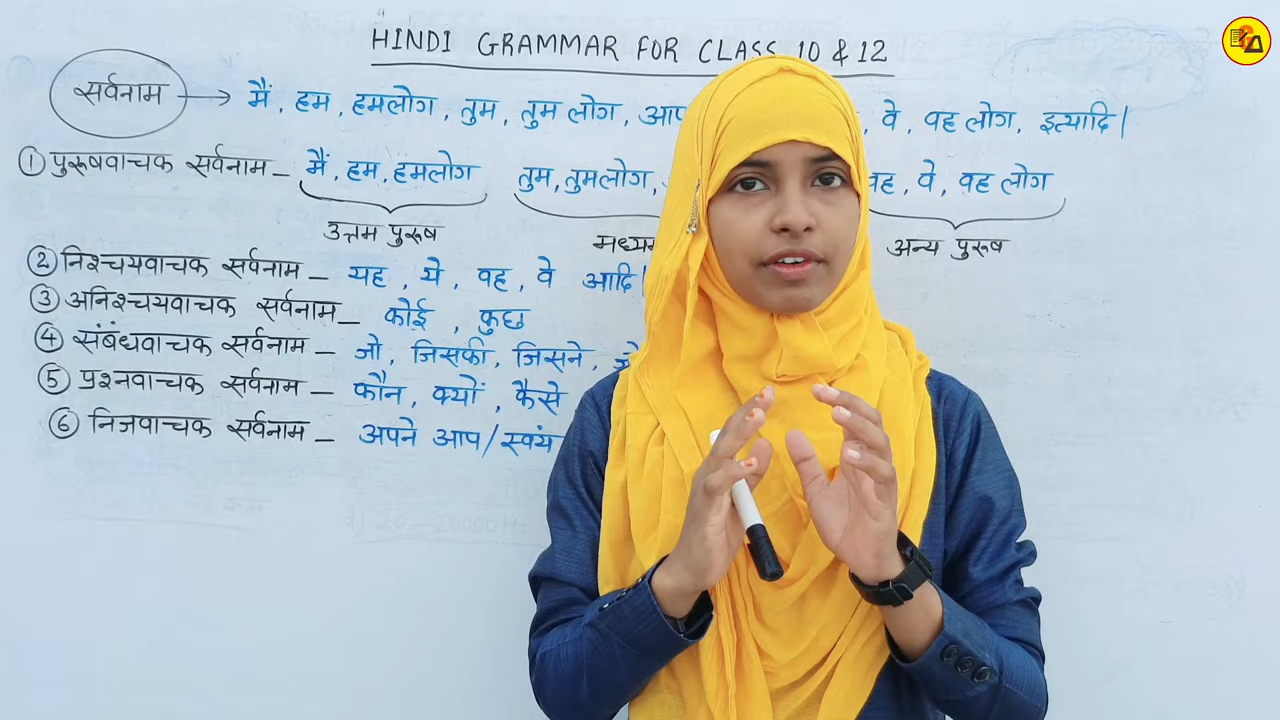 HINDI GRAMMAR FOR CLASS 10 & 12
सर्वनाम → मैं, हम, हमलोग, तुम, तुम लोग, आप , वे, वह लोग, इत्यादि |
① पुरूषवाचक सर्वनाम – मैं, हम, हमलोग तुम, तुमलोग, वह, वे, वह लोग
उत्तम पुरूष अन्य पुरूष
② निश्चयवाचक सर्वनाम – यह, ये, वह, वे आदि|
③ अनिश्चयवाचक सर्वनाम – कोई, कुछ
④ संबंधवाचक सर्वनाम – जो, जिसकी, जिसने,
⑤ प्रश्नवाचक सर्वनाम – कौन, क्यों, कैसे
⑥ निजवाचक सर्वनाम – अपने आप/स्वंय